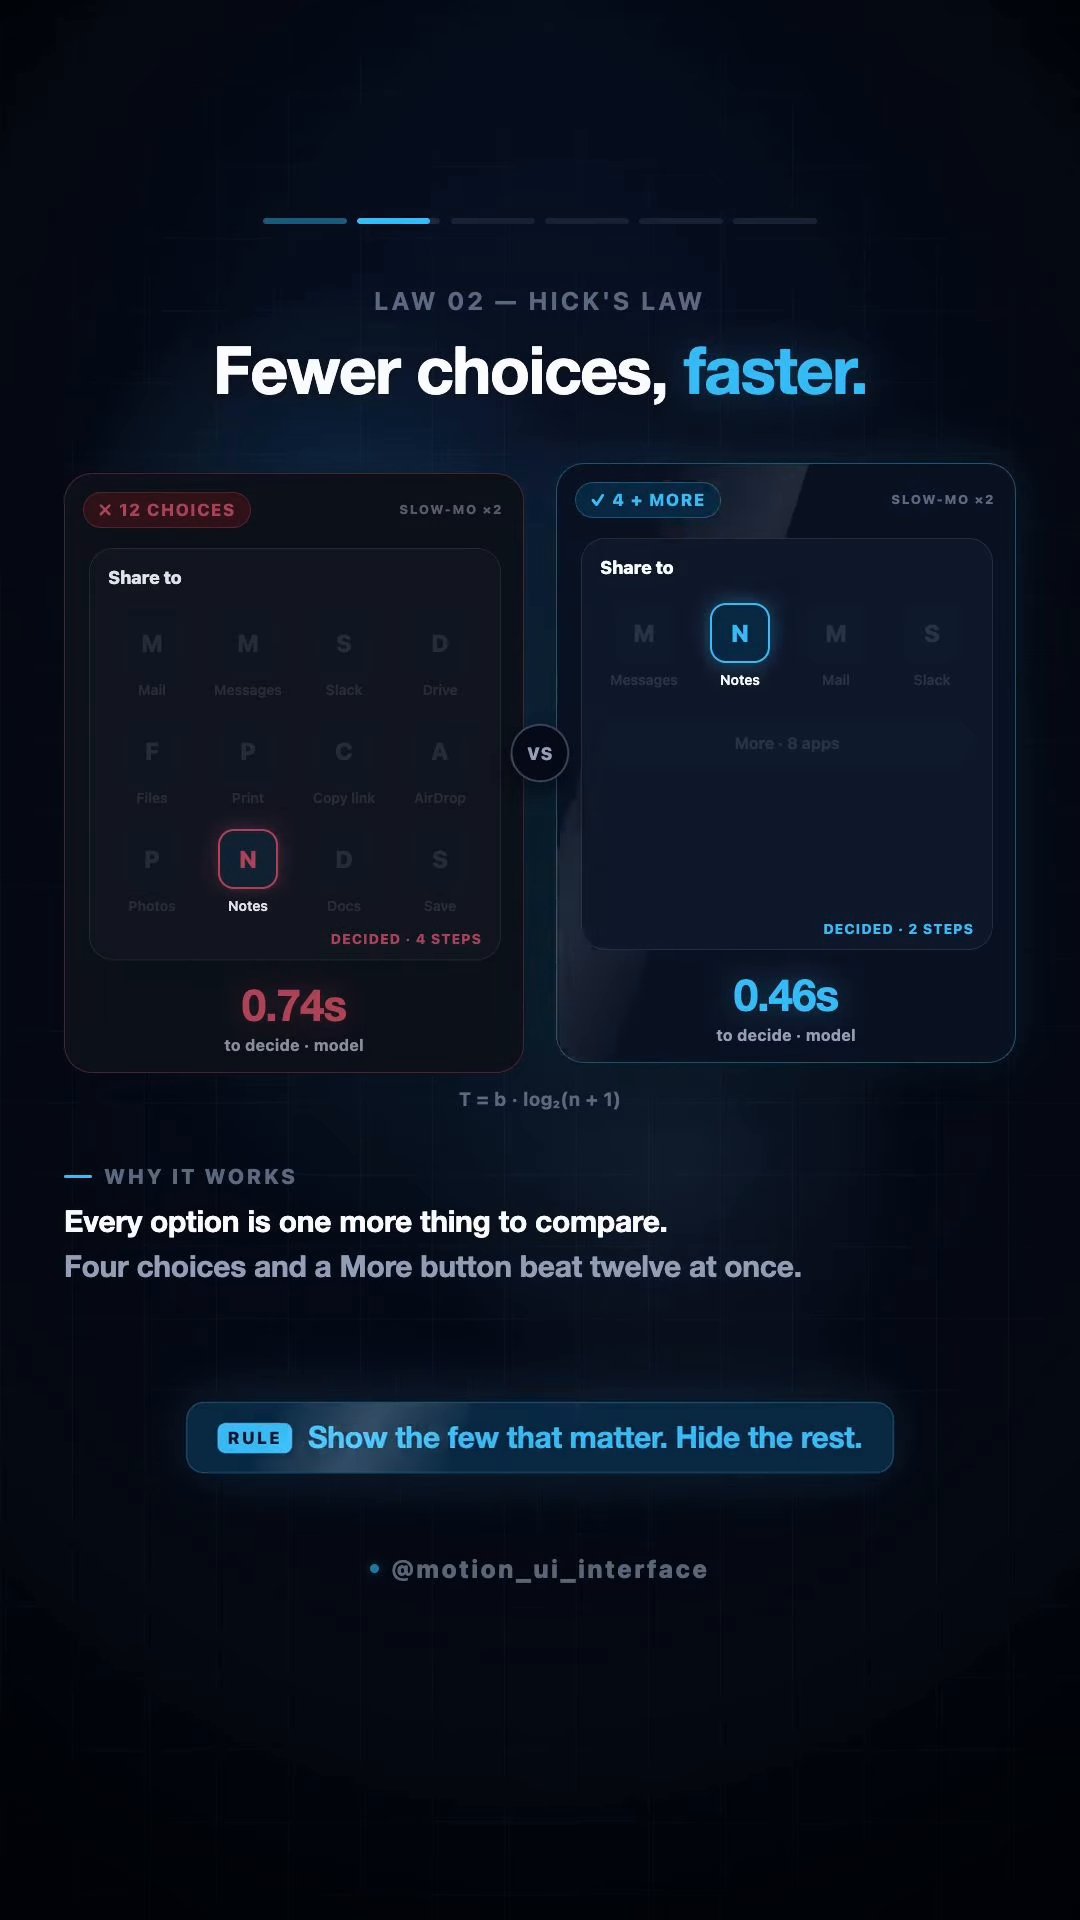 LAW 02 — HICK'S LAW
Fewer choices, faster.
✕ 12 CHOICES
SLOW-MO ×2
Share to
M M S D
Mail Messages Slack Drive
F P C A
Files Print Copy link AirDrop
P N D S
Photos Notes Docs Save
DECIDED · 4 STEPS
0.74s
to decide · model
VS
✓ 4 + MORE
SLOW-MO ×2
Share to
M N M S
Messages Notes Mail Slack
More · 8 apps
DECIDED · 2 STEPS
0.46s
to decide · model
T = b · log₂(n + 1)
WHY IT WORKS
Every option is one more thing to compare.
Four choices and a More button beat twelve at once.
RULE Show the few that matter. Hide the rest.
@motion_ui_interface